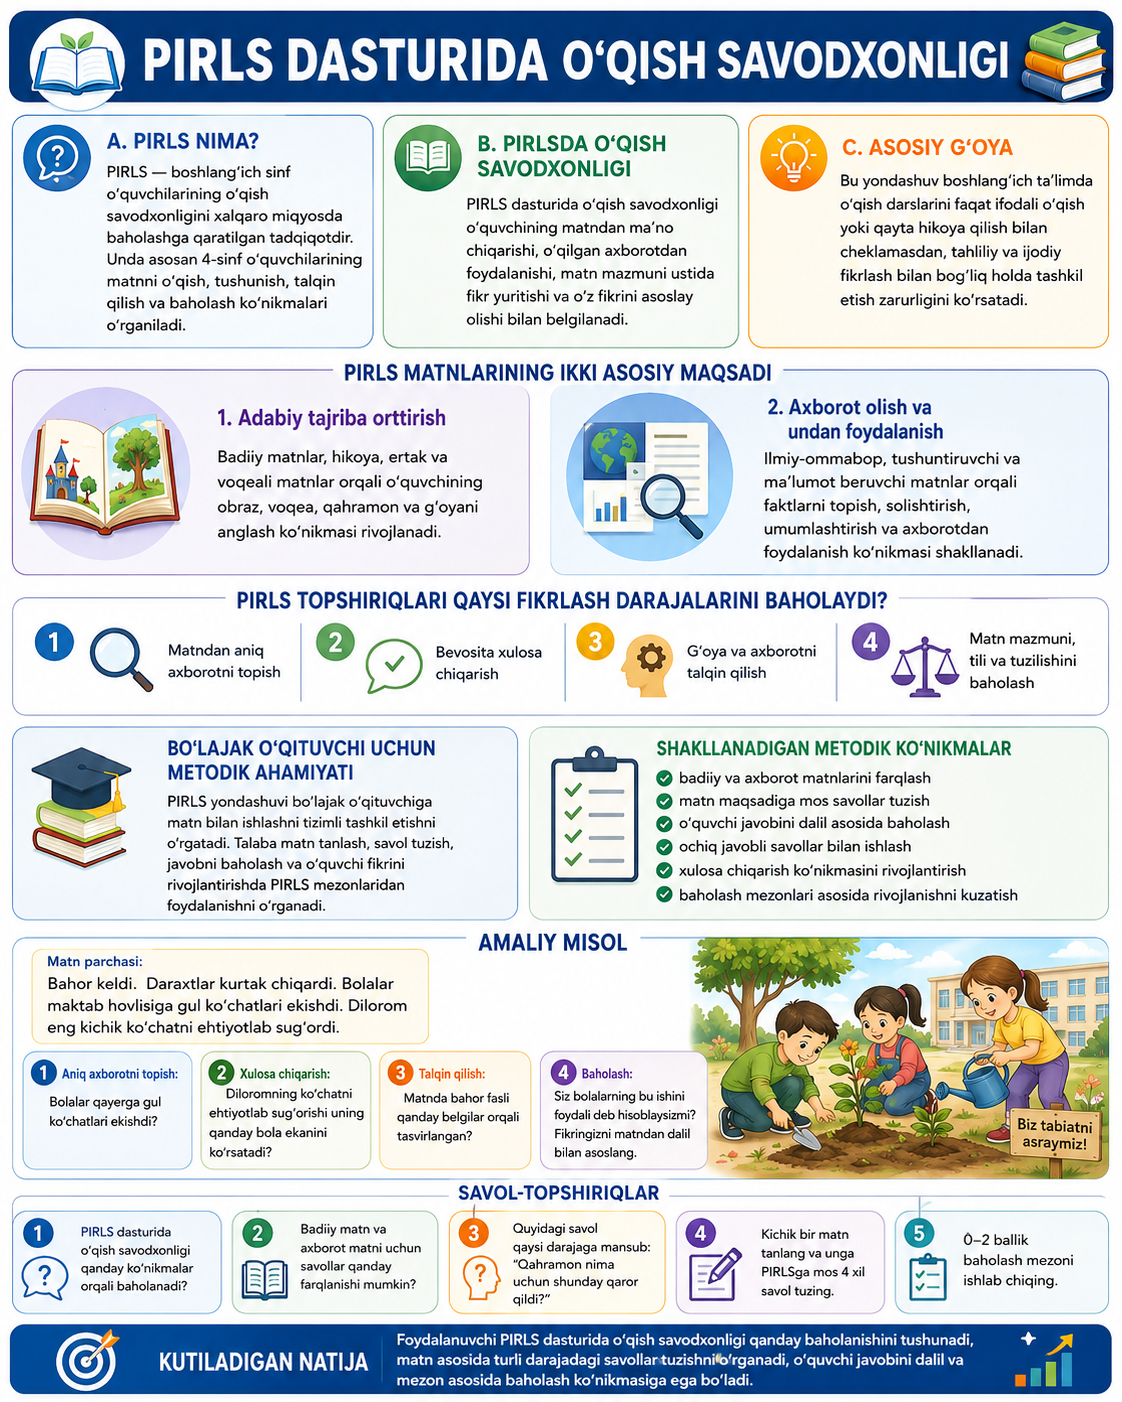 PIRLS DASTURIDA O‘QISH SAVODXONLIGI
A. PIRLS NIMA?
PIRLS — boshlang‘ich sinf
o‘quvchilarining o‘qish
savodxonligini xalqaro miqyosda
baholashga qaratilgan tadqiqotdir.
Unda asosan 4-sinf o‘quvchilarining
matnni o‘qish, tushunish, talqin
qilish va baholash ko‘nikmalari
o‘rganiladi.
B. PIRLSDA O‘QISH
SAVODXONLIGI
PIRLS dasturida o‘qish savodxonligi
o‘quvchining matndan ma’no
chiqarishi, o‘qilgan axborotdan
foydalanishi, matn mazmuni ustida
fikr yuritishi va o‘z fikrini asoslay
olishi bilan belgilanadi.
C. ASOSIY G‘OYA
Bu yondashuv boshlang‘ich ta’limda
o‘qish darslarini faqat ifodali o‘qish
yoki qayta hikoya qilish bilan
cheklamasdan, tahliliy va ijodiy
fikrlash bilan bog‘liq holda tashkil
etish zarurligini ko‘rsatadi.
PIRLS MATNLARINING IKKI ASOSIY MAQSADI
1. Adabiy tajriba orttirish
Badiiy matnlar, hikoya, ertak va
voqeali matnlar orqali o‘quvchining
obraz, voqea, qahramon va g‘oyani
anglash ko‘nikmasi rivojlanadi.
2. Axborot olish va
undan foydalanish
Ilmiy-ommabop, tushuntiruvchi va
ma’lumot beruvchi matnlar orqali
faktlarni topish, solishtirish,
umumlashtirish va axborotdan
foydalanish ko‘nikmasi shakllanadi.
PIRLS TOPSHIRIQLARI QAYSI FIKRLASH DARAJALARINI BAHOLAYDI?
1
Matndan aniq
axborotni topish
2
Bevosita xulosa
chiqarish
3
G‘oya va axborotni
talqin qilish
4
Matn mazmuni,
tili va tuzilishini
baholash
BO‘LAJAK O‘QITUVCHI UCHUN
METODIK AHAMIYATI
PIRLS yondashuvi bo‘lajak o‘qituvchiga
matn bilan ishlashni tizimli tashkil etishni
o‘rgatadi. Talaba matn tanlash, savol tuzish,
javobni baholash va o‘quvchi fikrini
rivojlantirishda PIRLS mezonlaridan
foydalanishni o‘rganadi.
SHAKLLANADIGAN METODIK KO‘NIKMALAR
badiiy va axborot matnlarini farqlash
matn maqsadiga mos savollar tuzish
o‘quvchi javobini dalil asosida baholash
ochiq javobli savollar bilan ishlash
xulosa chiqarish ko‘nikmasini rivojlantirish
baholash mezonlari asosida rivojlanishni kuzatish
AMALIY MISOL
Matn parchasi:
Bahor keldi. Daraxtlar kurtak chiqardi. Bolalar
maktab hovlisiga gul ko‘chatlari ekishdi. Dilorom
eng kichik ko‘chatni ehtiyotlab sug‘ordi.
1 Aniq axborotni topish:
Bolalar qayerga gul
ko‘chatlari ekishdi?
2 Xulosa chiqarish:
Diloromning ko‘chatni
ehtiyotlab sug‘orishi uning
qanday bola ekanini
ko‘rsatadi?
3 Talqin qilish:
Matnda bahor fasli
qanday belgilar orqali
tasvirlangan?
4 Baholash:
Siz bolalarning bu ishini
foydali deb hisoblaysizmi?
Fikringizni matndan dalil
bilan asoslang.
Biz tabiatni
asraymiz!
SAVOL-TOPSHIRIQLAR
1
PIRLS dasturida
o‘qish savodxonligi
qanday ko‘nikmalar
orqali baholanadi?
2
Badiiy matn va
axborot matni uchun
savollar qanday
farqlanishi mumkin?
3
Quyidagi savol
qaysi darajaga mansub:
“Qahramon nima
uchun shunday qaror
qildi?”
4
Kichik bir matn
tanlang va unga
PIRLSga mos 4 xil
savol tuzing.
5
0–2 ballik
baholash mezoni
ishlab chiqing.
KUTILADIGAN NATIJA
Foydalanuvchi PIRLS dasturida o‘qish savodxonligi qanday baholanishini tushunadi,
matn asosida turli darajadagi savollar tuzishni o‘rganadi, o‘quvchi javobini dalil va
mezon asosida baholash ko‘nikmasiga ega bo‘ladi.